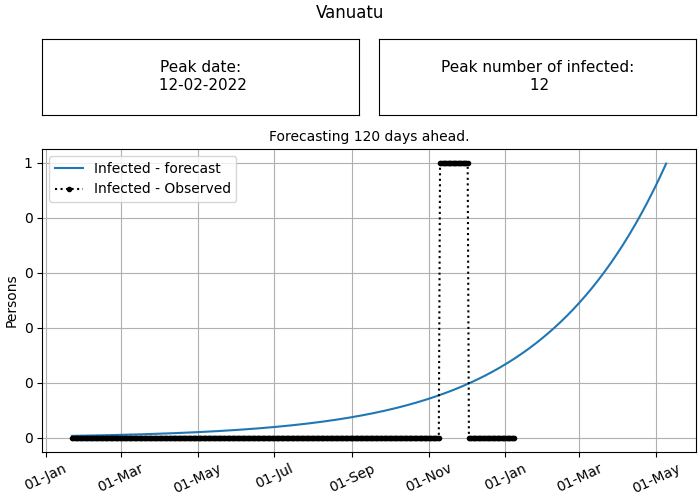 Vanuatu
Peak date:
12-02-2022
Peak number of infected:
12
Forecasting 120 days ahead.
Infected - forecast
Infected - Observed
Persons
1
0
0
0
0
0
01-Jan
01-Mar
01-May
01-Jul
01-Sep
01-Nov
01-Jan
01-Mar
01-May